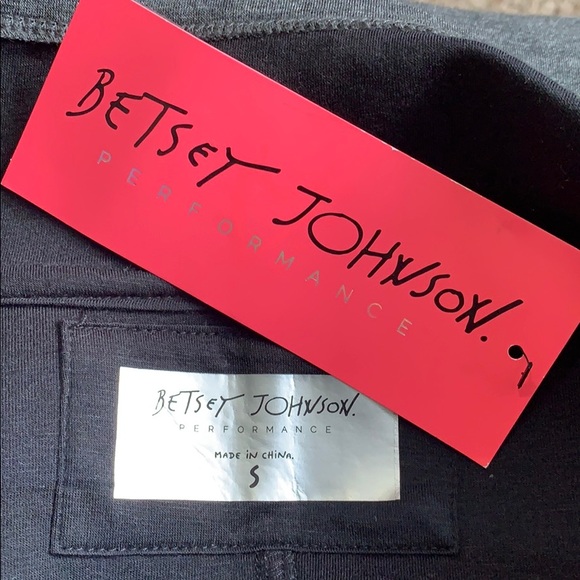 BETSEY JOHNSON.
PERFORMANCE
BETSEY JOHNSON.
PERFORMANCE
MADE IN CHINA.
S